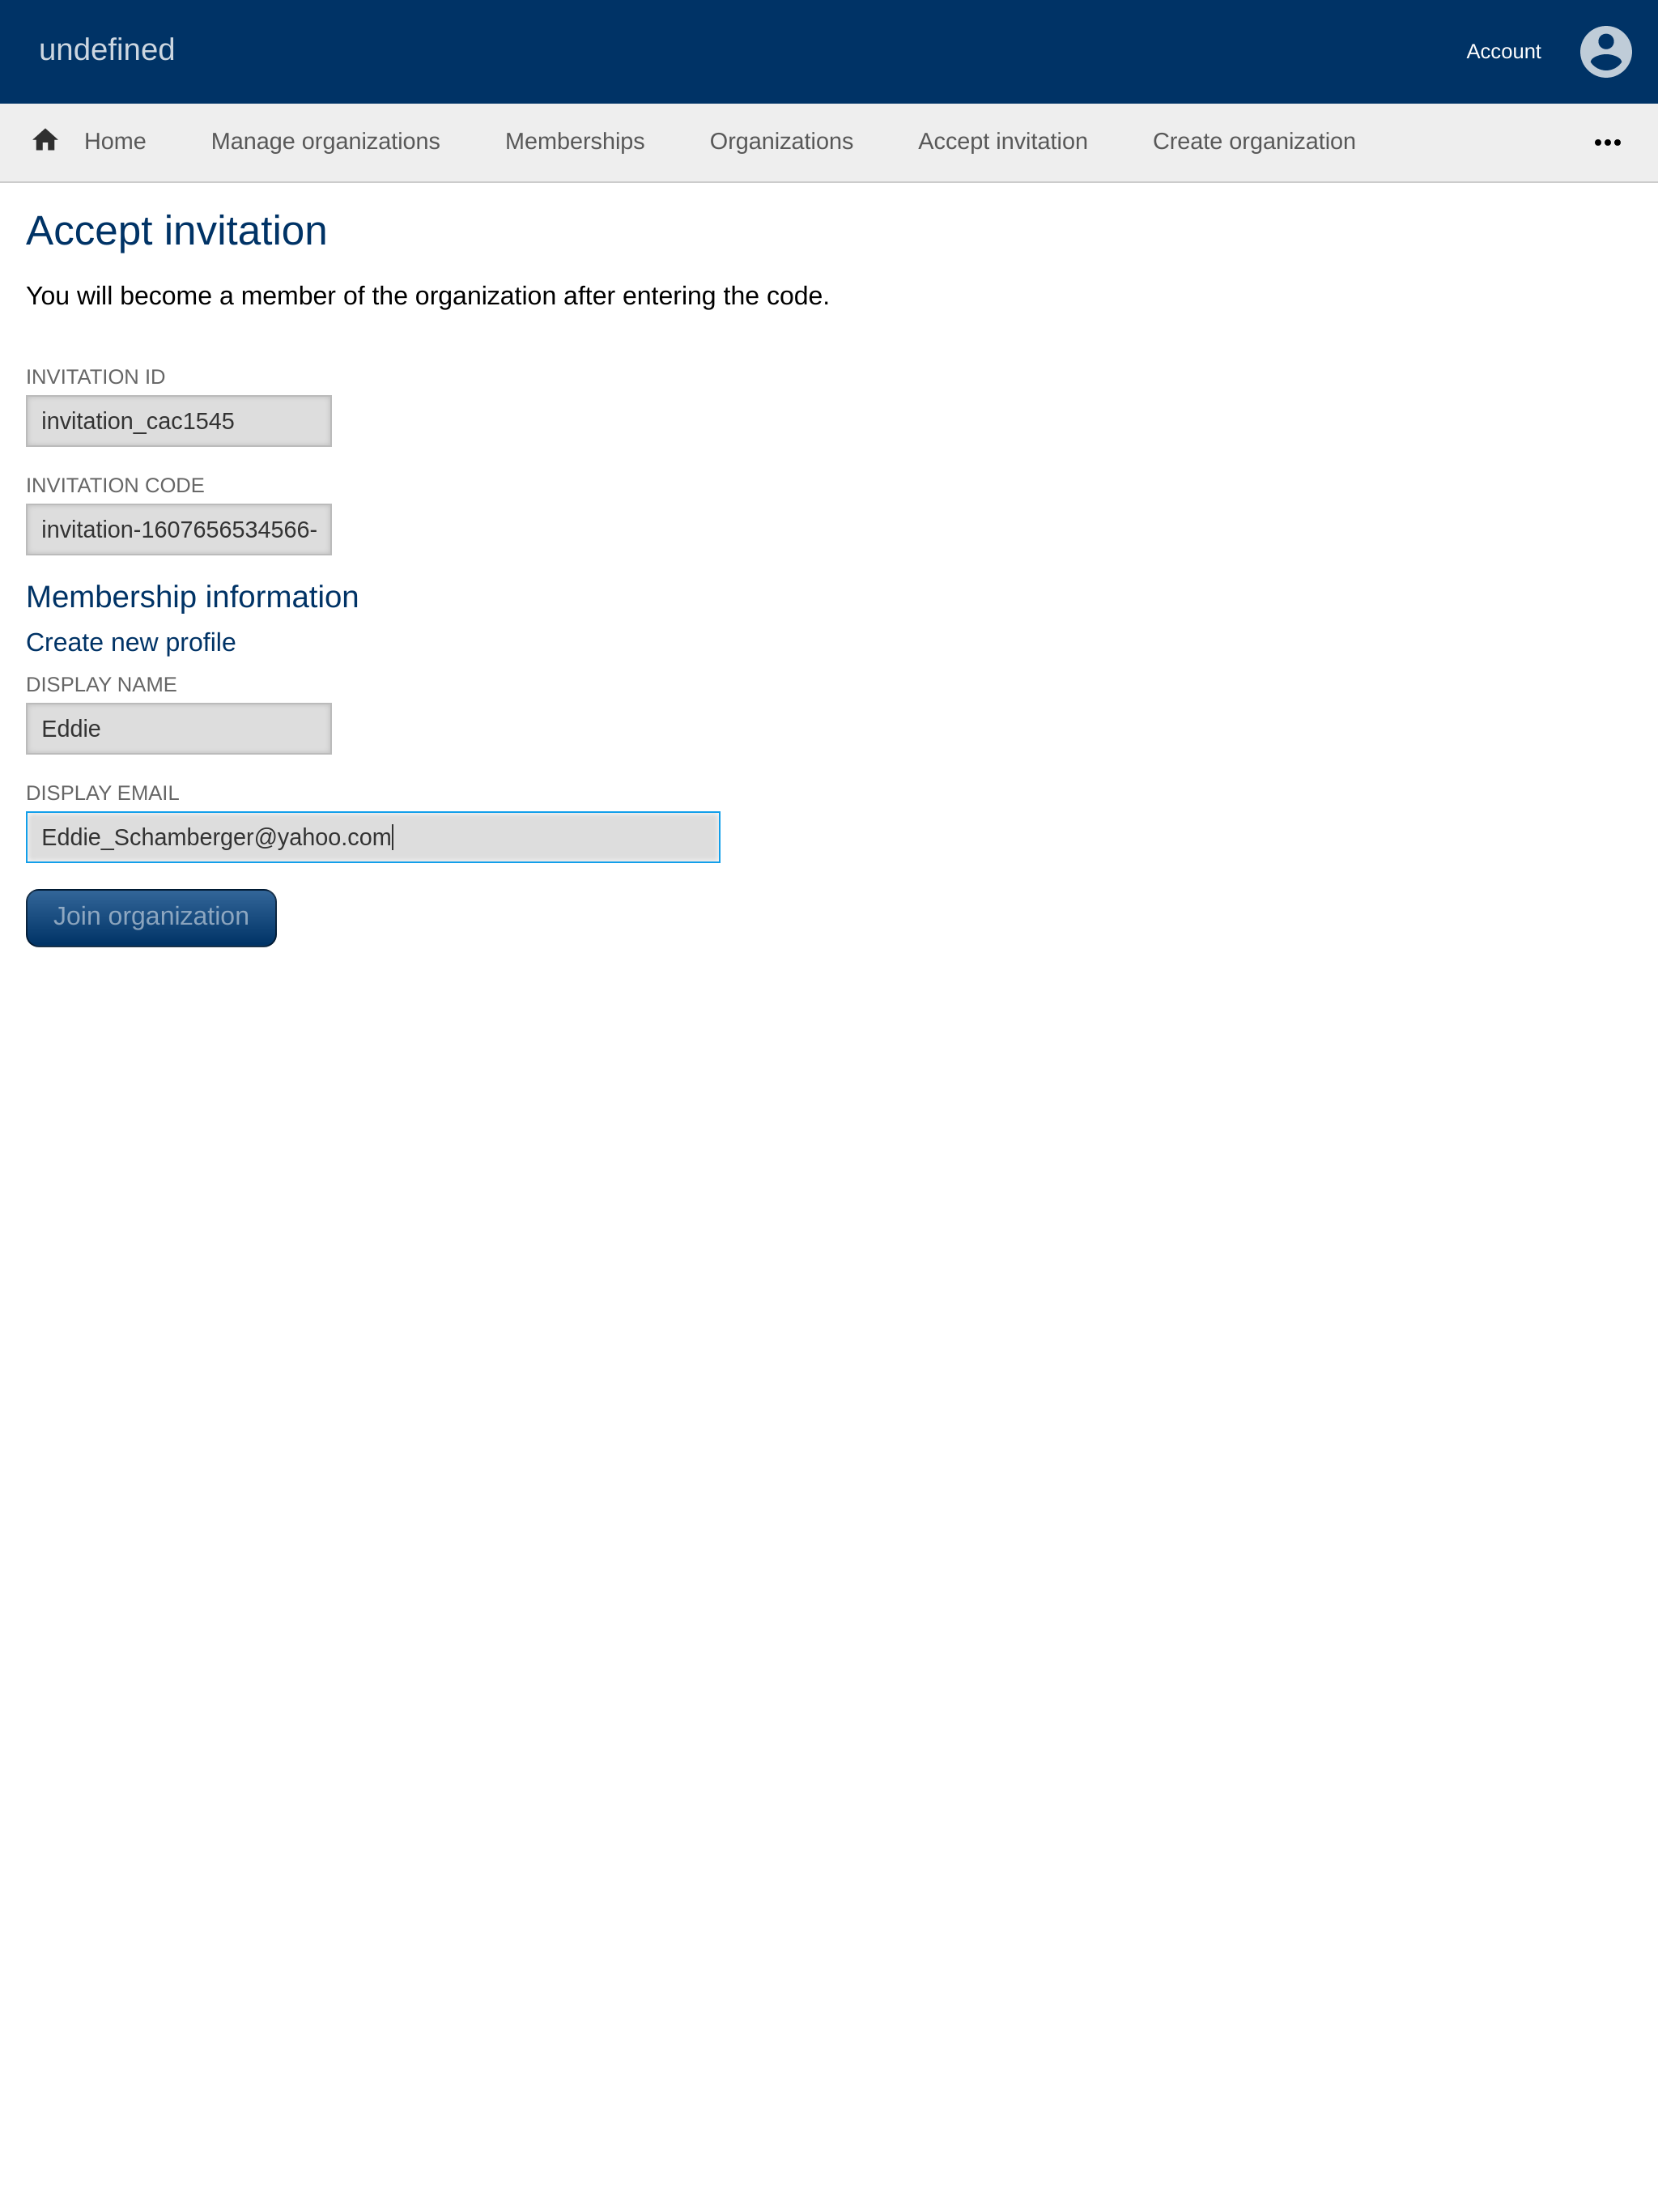 undefined
Account
Home
Manage organizations
Memberships
Organizations
Accept invitation
Create organization
Accept invitation
You will become a member of the organization after entering the code.
INVITATION ID
invitation_cac1545
INVITATION CODE
invitation-1607656534566-
Membership information
Create new profile
DISPLAY NAME
Eddie
DISPLAY EMAIL
Eddie_Schamberger@yahoo.com
Join organization